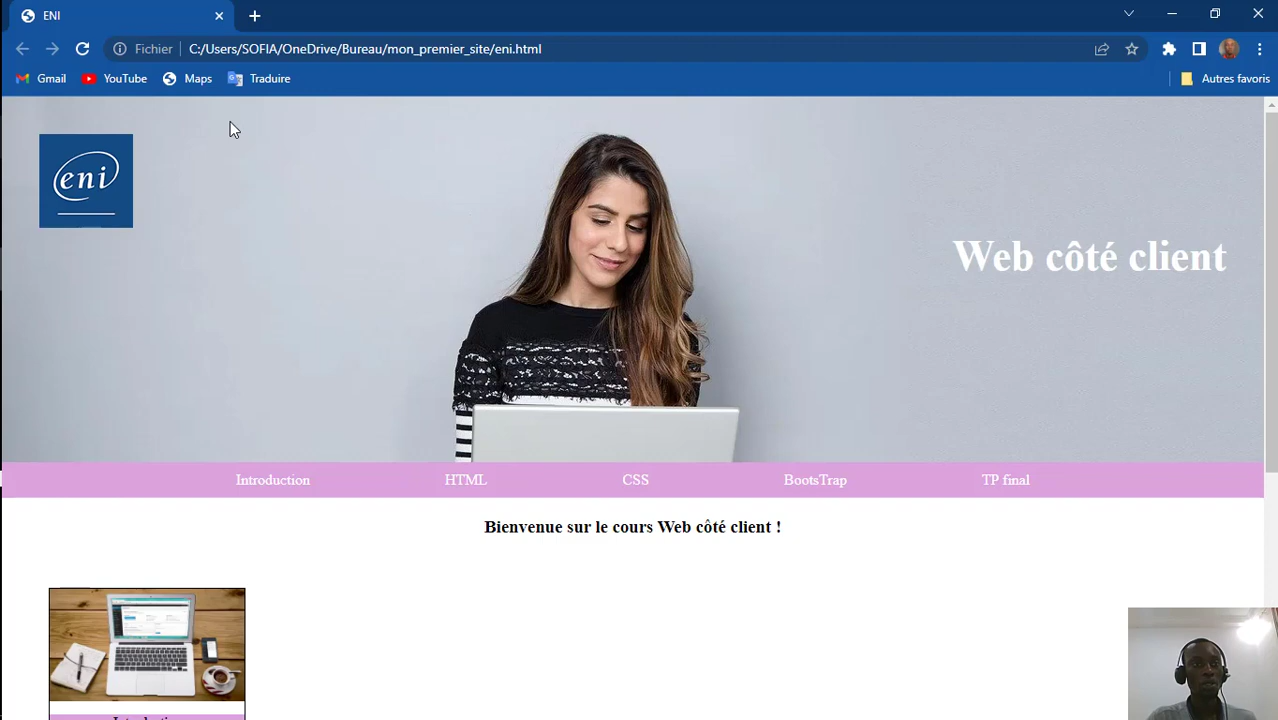 ENI
Fichier C:/Users/SOFIA/OneDrive/Bureau/mon_premier_site/eni.html
Gmail YouTube Maps Traduire Autres favoris
eni
Web côté client
Introduction HTML CSS BootsTrap TP final
Bienvenue sur le cours Web côté client !